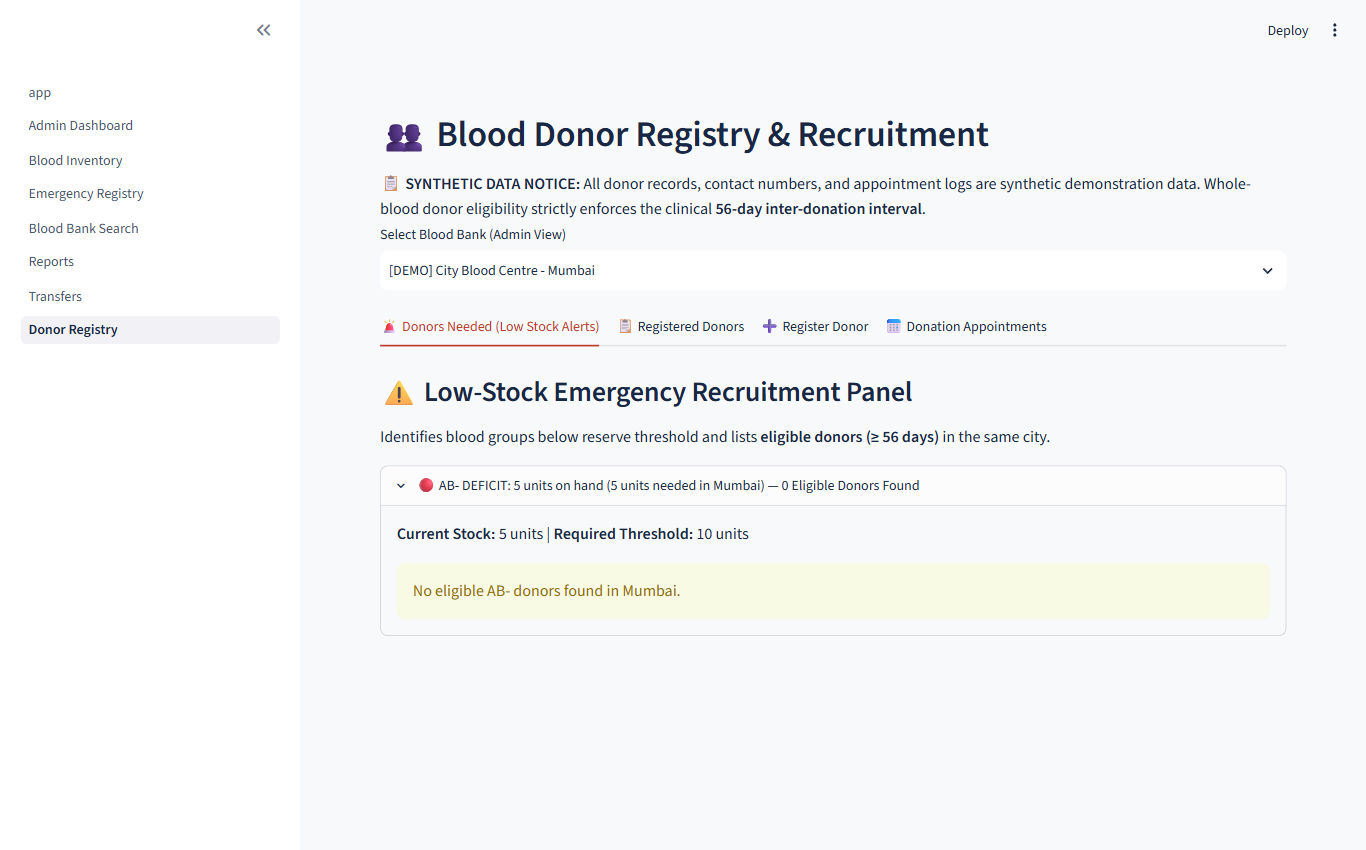 Deploy
app
Admin Dashboard
Blood Inventory
Emergency Registry
Blood Bank Search
Reports
Transfers
Donor Registry
Blood Donor Registry & Recruitment
SYNTHETIC DATA NOTICE: All donor records, contact numbers, and appointment logs are synthetic demonstration data. Whole-
blood donor eligibility strictly enforces the clinical 56-day inter-donation interval.
Select Blood Bank (Admin View)
[DEMO] City Blood Centre - Mumbai
Donors Needed (Low Stock Alerts) Registered Donors Register Donor Donation Appointments
Low-Stock Emergency Recruitment Panel
Identifies blood groups below reserve threshold and lists eligible donors (≥ 56 days) in the same city.
AB- DEFICIT: 5 units on hand (5 units needed in Mumbai) — 0 Eligible Donors Found
Current Stock: 5 units | Required Threshold: 10 units
No eligible AB- donors found in Mumbai.